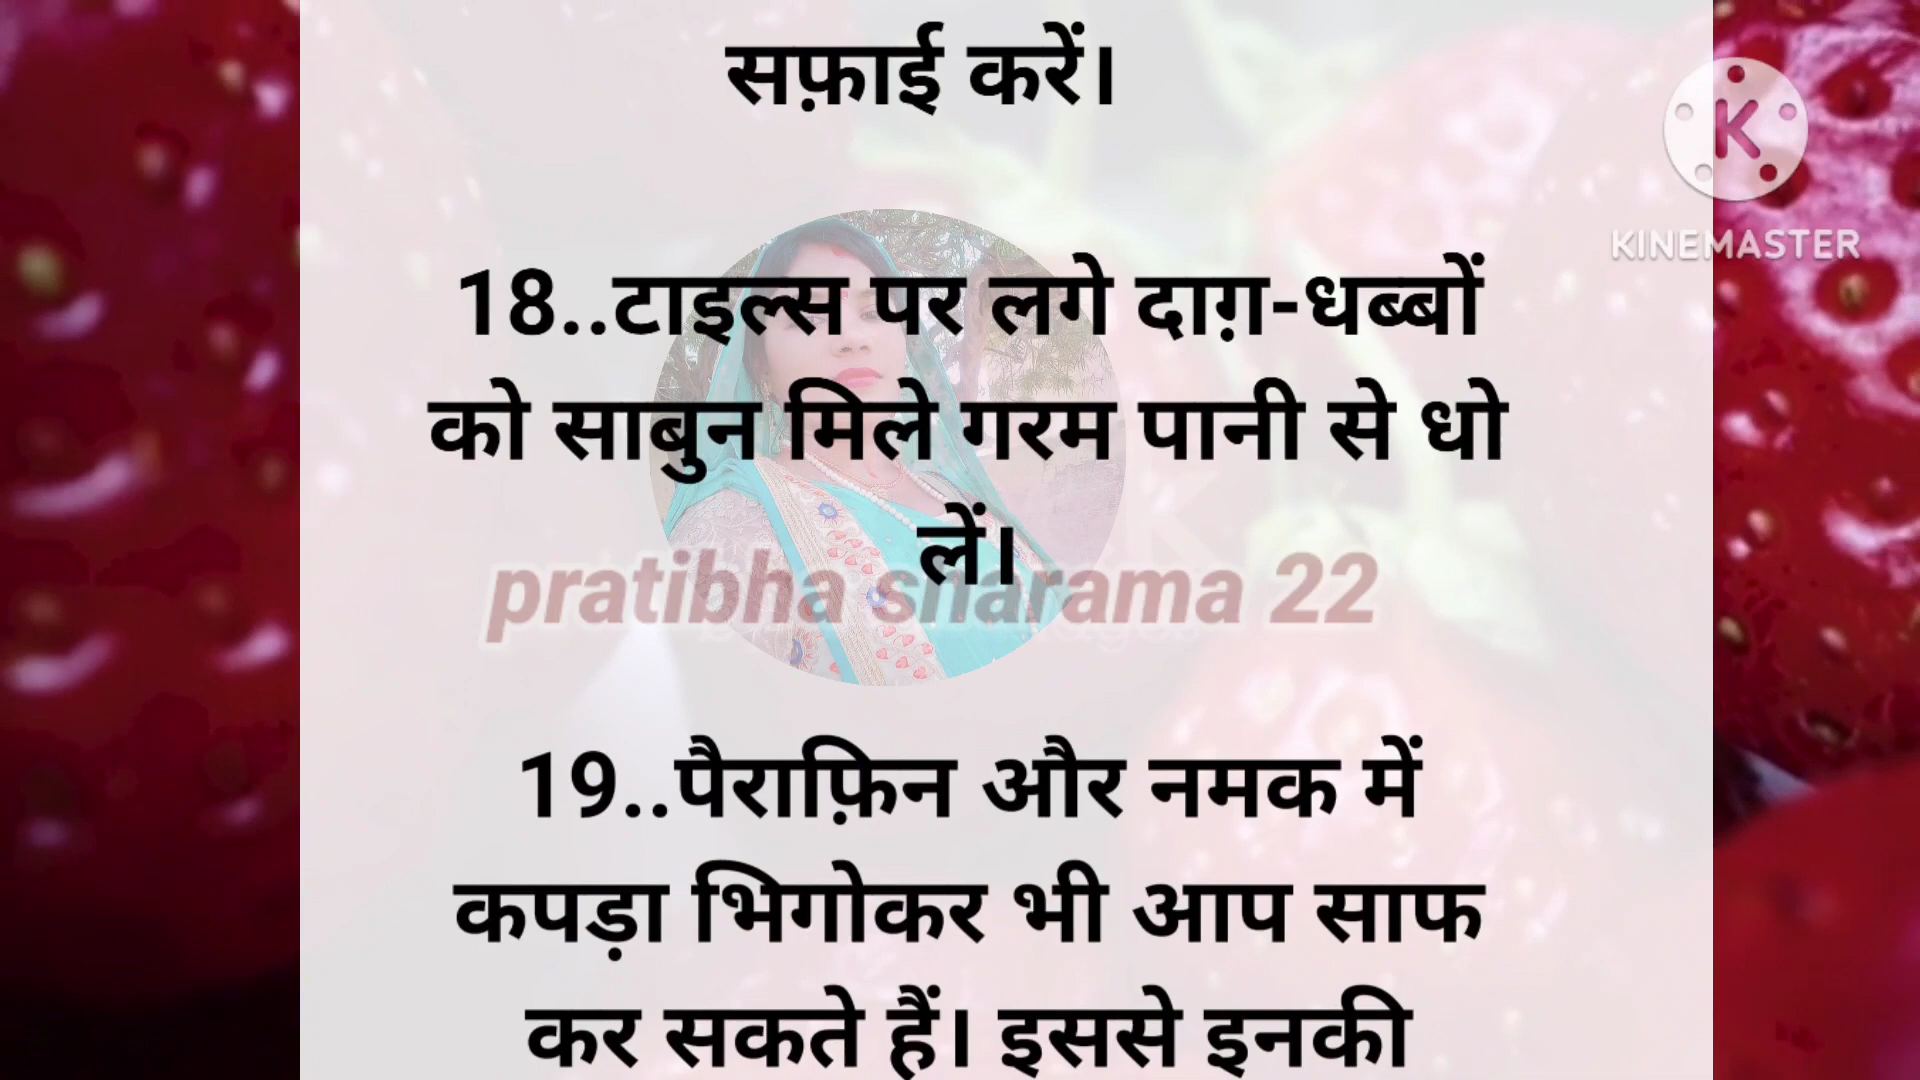 सफ़ाई करें।
KINEMASTER
18..टाइल्स पर लगे दाग़-धब्बों
को साबुन मिले गरम पानी से धो
लें।
pratibha sharama 22
19..पैराफ़िन और नमक में
कपड़ा भिगोकर भी आप साफ
कर सकते हैं। इससे इनकी